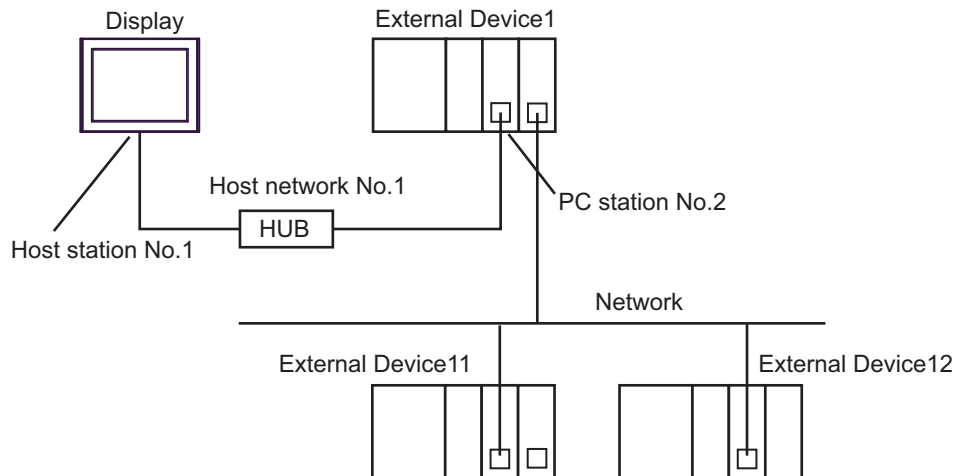 Display
External Device1
Host network No.1
PC station No.2
HUB
Host station No.1
Network
External Device11
External Device12